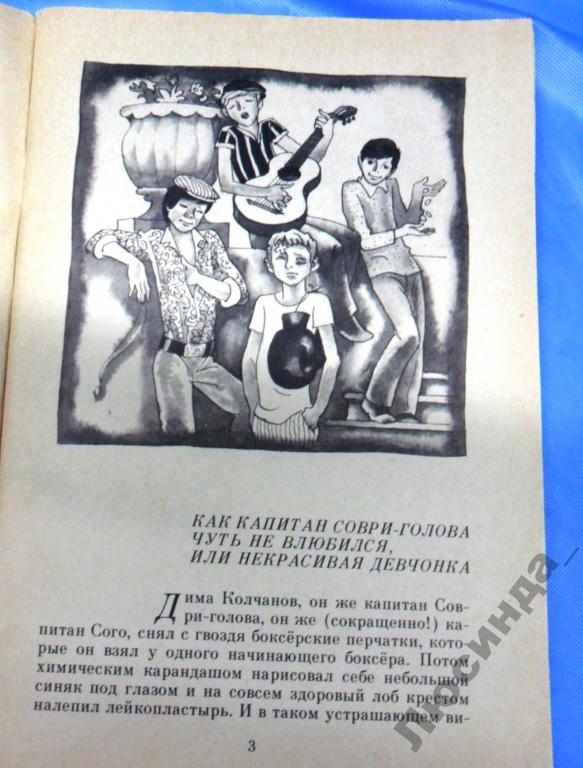 КАК КАПИТАН СОВРИ-ГОЛОВА
ЧУТЬ НЕ ВЛЮБИЛСЯ,
ИЛИ НЕКРАСИВАЯ ДЕВЧОНКА
Дима Колчанов, он же капитан Сов-
ри-голова, он же (сокращенно!) ка-
питан Сого, снял с гвоздя боксёрские перчатки, кото-
рые он взял у одного начинающего боксёра. Потом
химическим карандашом нарисовал себе небольшой
синяк под глазом и на совсем здоровый лоб крестом
налепил лейкопластырь. И в таком устрашающем ви-
3
Люсинда_